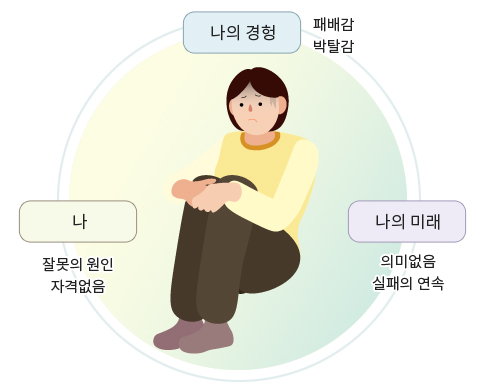 나의 경험
패배감
박탈감
나
잘못의 원인
자격없음
나의 미래
의미없음
실패의 연속